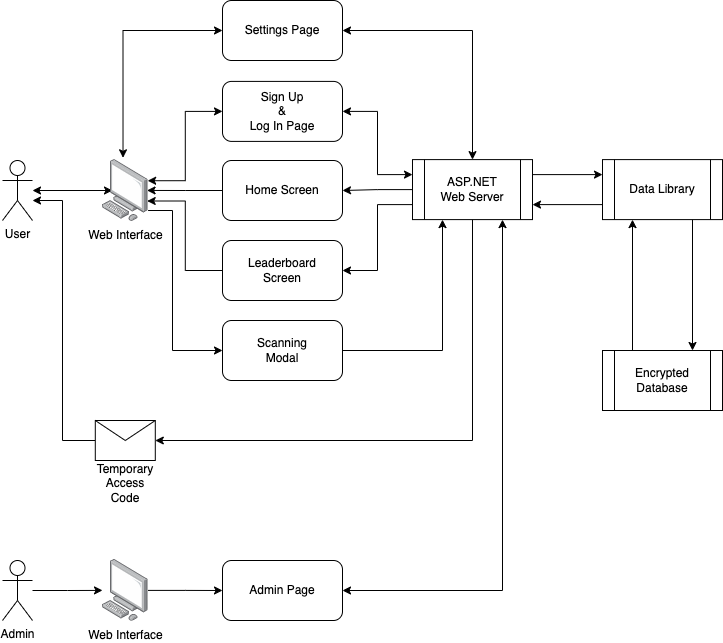 Settings Page
Sign Up
&
Log In Page
ASP.NET
Web Server
Data Library
Home Screen
User
Web Interface
Leaderboard
Screen
Scanning
Modal
Encrypted
Database
Temporary
Access
Code
Admin Page
Admin
Web Interface